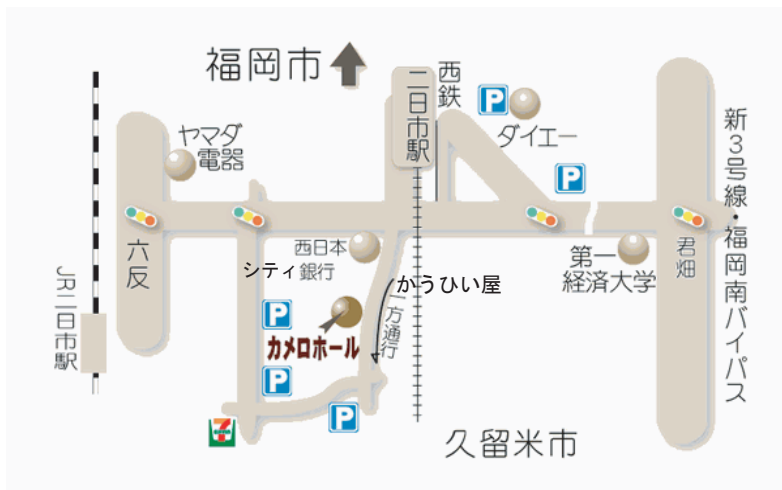 福岡市
西鉄
二日市駅
P
ダイエー
ヤマダ
電器
P
新3号線・福岡南バイパス
六反
西日本
シティ銀行
第一
経済大学
君畑
かうひい屋
一方通行
JR二日市駅
P
カメロホール
P
P
7
久留米市